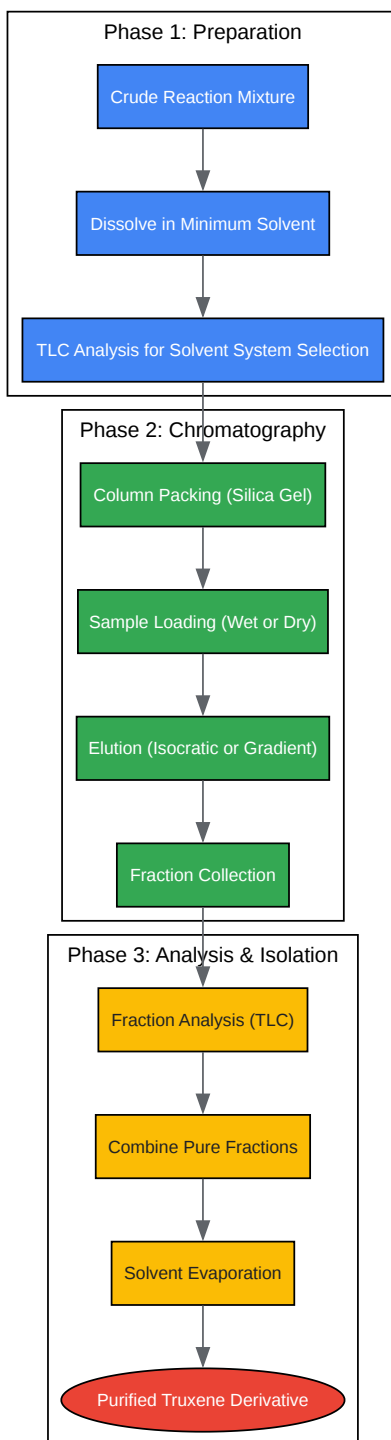 Phase 1: Preparation
Crude Reaction Mixture
Dissolve in Minimum Solvent
TLC Analysis for Solvent System Selection
Phase 2: Chromatography
Column Packing (Silica Gel)
Sample Loading (Wet or Dry)
Elution (Isocratic or Gradient)
Fraction Collection
Phase 3: Analysis & Isolation
Fraction Analysis (TLC)
Combine Pure Fractions
Solvent Evaporation
Purified Truxene Derivative